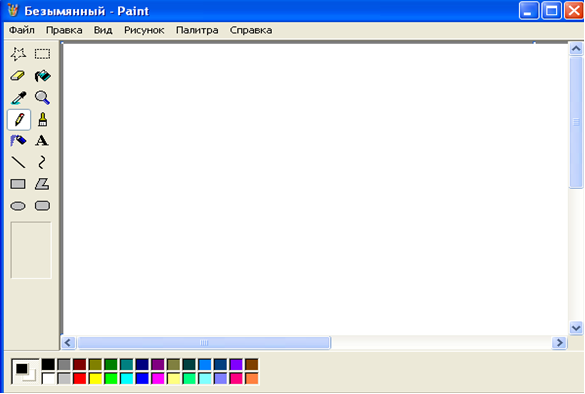 Безымянный - Paint
Файл Правка Вид Рисунок Палитра Справка
A